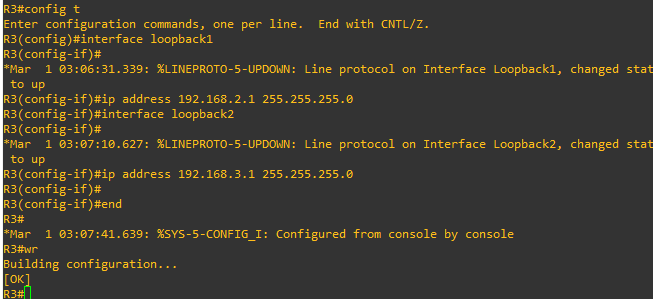 R3#config t
Enter configuration commands, one per line.  End with CNTL/Z.
R3(config)#interface loopback1
R3(config-if)#
*Mar  1 03:06:31.339: %LINEPROTO-5-UPDOWN: Line protocol on Interface Loopback1, changed stat
 to up
R3(config-if)#ip address 192.168.2.1 255.255.255.0
R3(config-if)#interface loopback2
R3(config-if)#
*Mar  1 03:07:10.627: %LINEPROTO-5-UPDOWN: Line protocol on Interface Loopback2, changed stat
 to up
R3(config-if)#ip address 192.168.3.1 255.255.255.0
R3(config-if)#
R3(config-if)#end
R3#
*Mar  1 03:07:41.639: %SYS-5-CONFIG_I: Configured from console by console
R3#wr
Building configuration...
[OK]
R3#